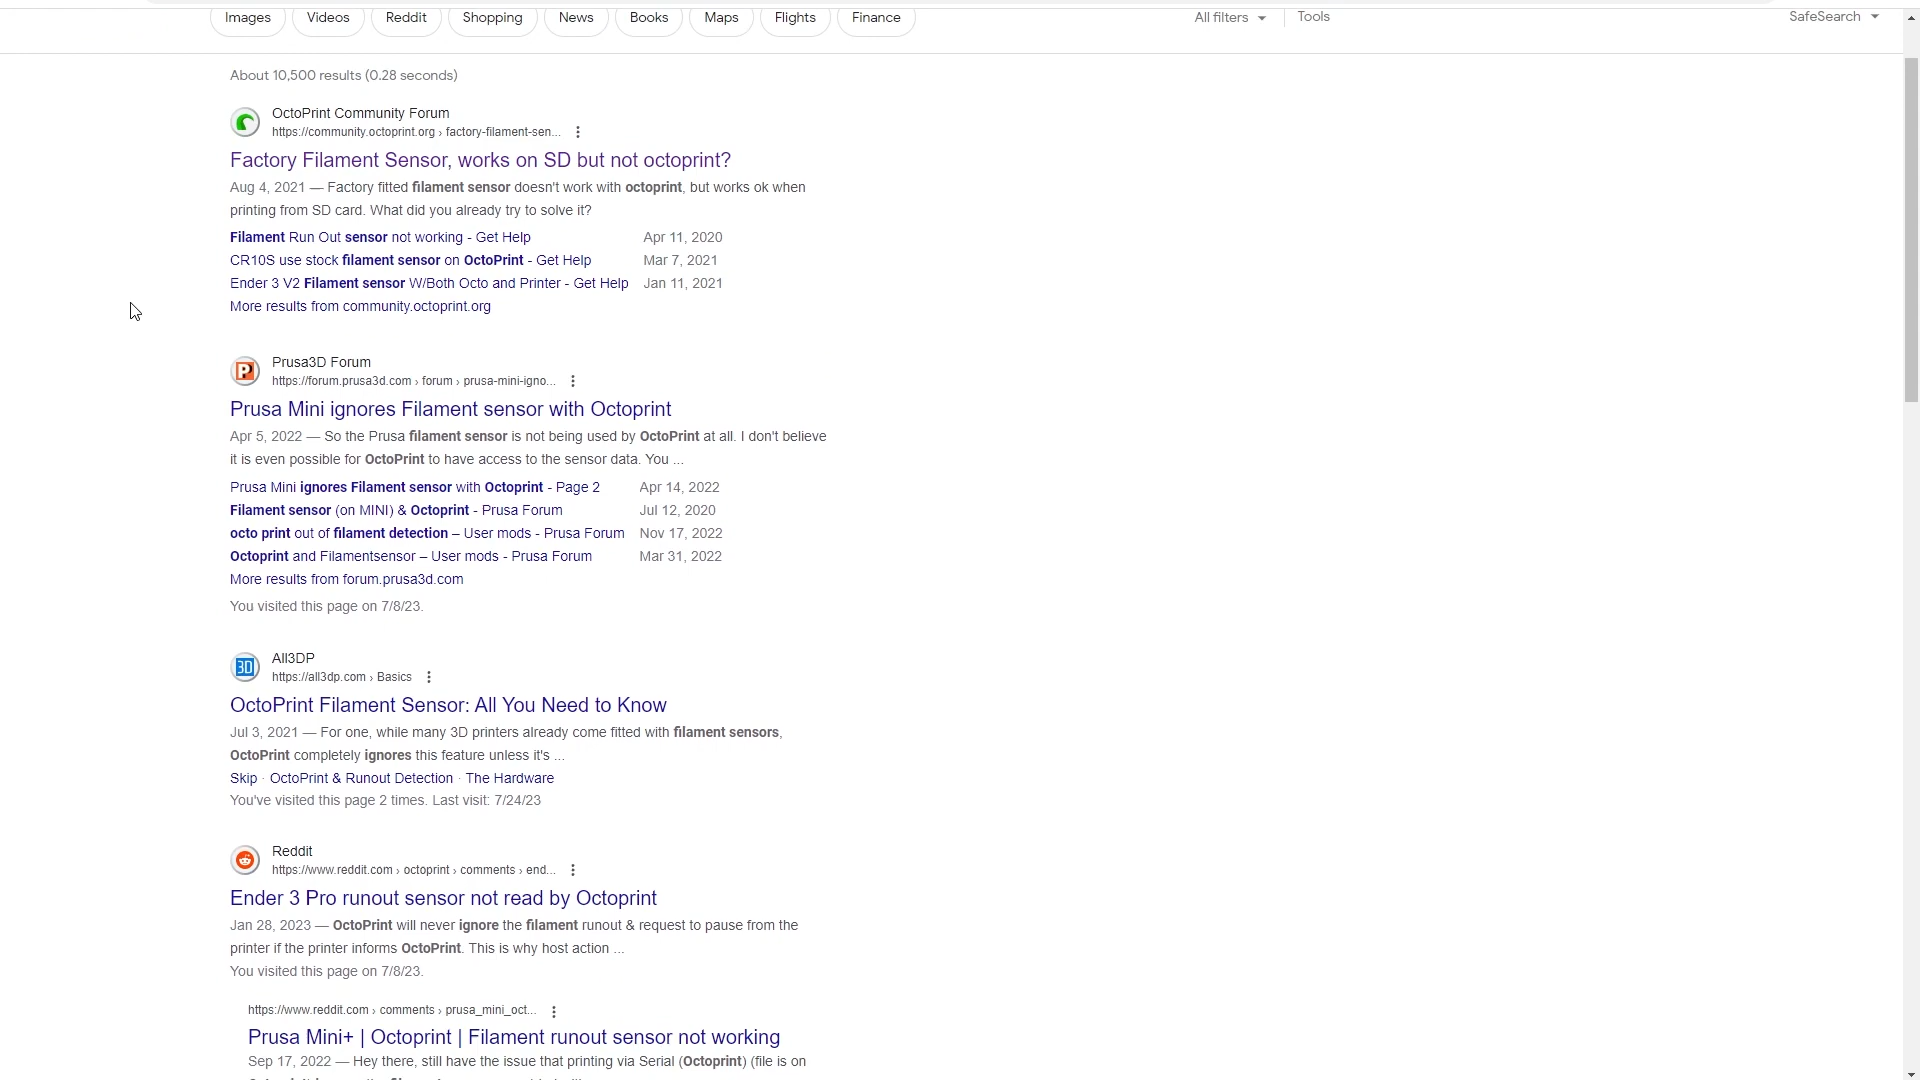 Images Videos Reddit Shopping News Books Maps Flights Finance All filters Tools SafeSearch
About 10,500 results (0.28 seconds)
OctoPrint Community Forum
https://community.octoprint.org › factory-filament-sen...
Factory Filament Sensor, works on SD but not octoprint?
Aug 4, 2021 — Factory fitted filament sensor doesn't work with octoprint, but works ok when
printing from SD card. What did you already try to solve it?
Filament Run Out sensor not working - Get Help Apr 11, 2020
CR10S use stock filament sensor on OctoPrint - Get Help Mar 7, 2021
Ender 3 V2 Filament sensor W/Both Octo and Printer - Get Help Jan 11, 2021
More results from community.octoprint.org
Prusa3D Forum
https://forum.prusa3d.com › forum › prusa-mini-igno...
Prusa Mini ignores Filament sensor with Octoprint
Apr 5, 2022 — So the Prusa filament sensor is not being used by OctoPrint at all. I don't believe
it is even possible for OctoPrint to have access to the sensor data. You ...
Prusa Mini ignores Filament sensor with Octoprint - Page 2 Apr 14, 2022
Filament sensor (on MINI) & Octoprint - Prusa Forum Jul 12, 2020
octo print out of filament detection – User mods - Prusa Forum Nov 17, 2022
Octoprint and Filamentsensor – User mods - Prusa Forum Mar 31, 2022
More results from forum.prusa3d.com
You visited this page on 7/8/23.
All3DP
https://all3dp.com › Basics
OctoPrint Filament Sensor: All You Need to Know
Jul 3, 2021 — For one, while many 3D printers already come fitted with filament sensors,
OctoPrint completely ignores this feature unless it's ...
Skip · OctoPrint & Runout Detection · The Hardware
You've visited this page 2 times. Last visit: 7/24/23
Reddit
https://www.reddit.com › octoprint › comments › end...
Ender 3 Pro runout sensor not read by Octoprint
Jan 28, 2023 — OctoPrint will never ignore the filament runout & request to pause from the
printer if the printer informs OctoPrint. This is why host action ...
You visited this page on 7/8/23.
https://www.reddit.com › comments › prusa_mini_oct...
Prusa Mini+ | Octoprint | Filament runout sensor not working
Sep 17, 2022 — Hey there, still have the issue that printing via Serial (Octoprint) (file is on